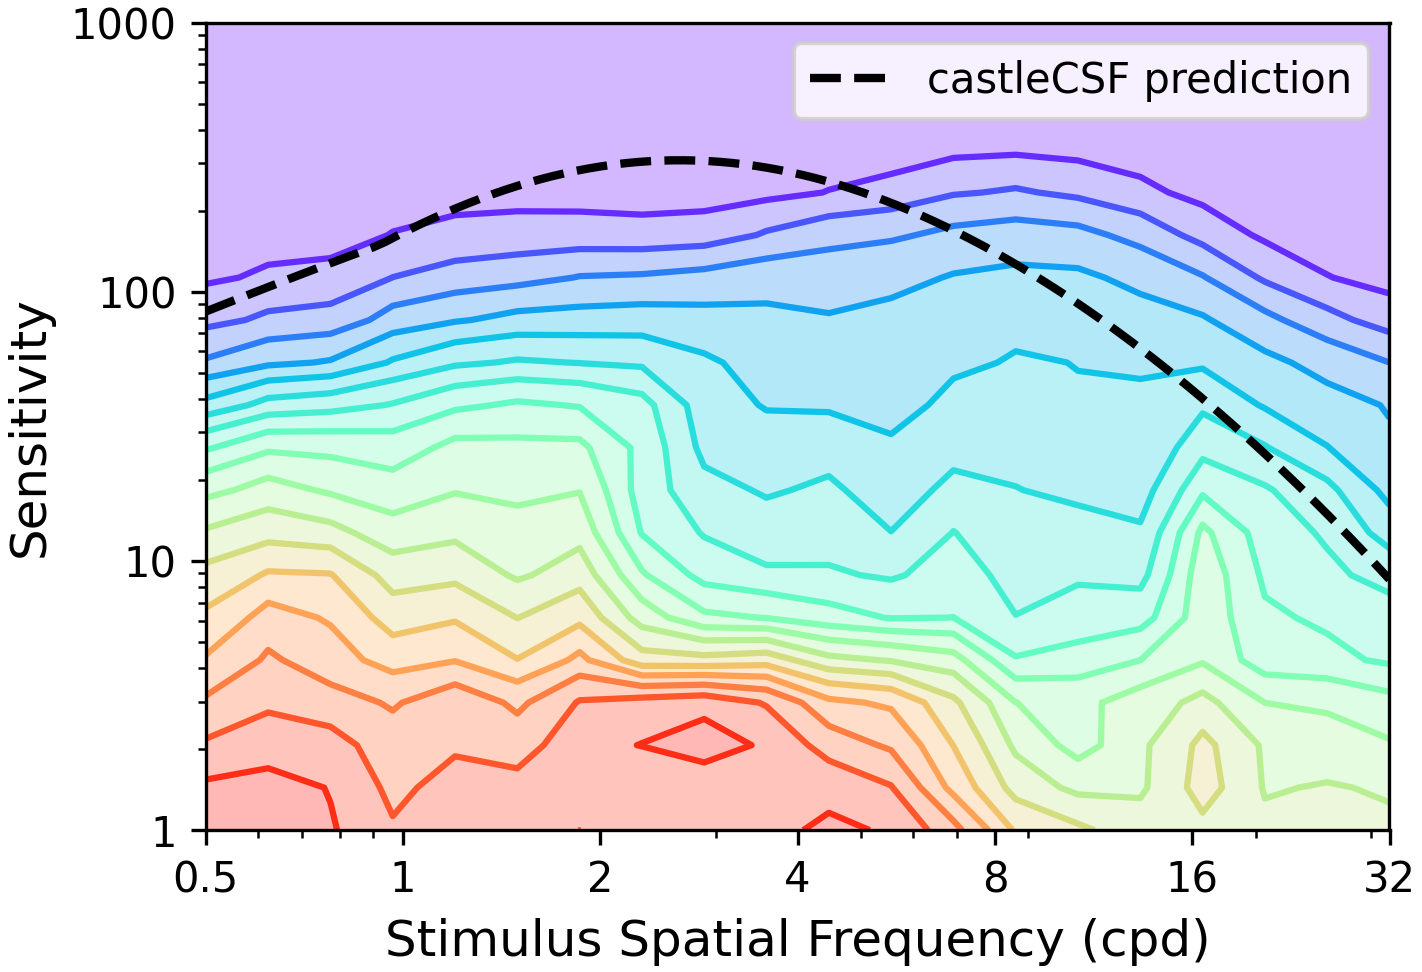 1000
castleCSF prediction
100
Sensitivity
10
1
0.5 1 2 4 8 16 32
Stimulus Spatial Frequency (cpd)